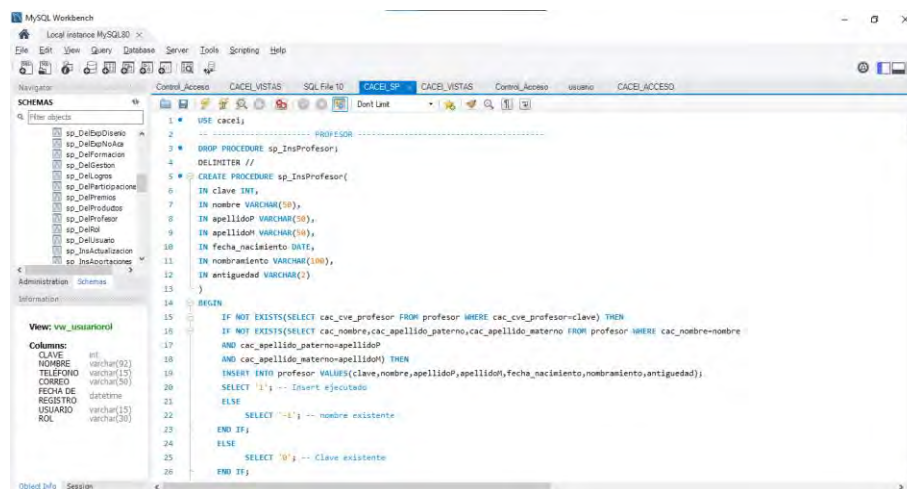 MySQL Workbench
Local instance MySQL80 ×
File Edit View Query Database Server Tools Scripting Help
Navigator
Control_Acceso CACEI_VISTAS SQL File 10 CACEI_SP × CACEI_VISTAS Control_Acceso usuario CACEI_ACCESO
SCHEMAS
Filter objects
Don't Limit
sp_DelExpDisenio
sp_DelExpNoAca
sp_DelFormacion
sp_DelGestion
sp_DelLogros
sp_DelParticipacione
sp_DelPremios
sp_DelProductos
sp_DelProfesor
sp_DelRol
sp_DelUsuario
sp_InsActualizacion
sp_InsAportaciones
Administration Schemas
Information
View: vw_usuariorol
Columns:
CLAVE int
NOMBRE varchar(92)
TELEFONO varchar(15)
CORREO varchar(50)
FECHA DE REGISTRO datetime
USUARIO varchar(15)
ROL varchar(30)
Object Info Session
1 USE cacei;
2 -- ---------------------- PROFESOR ------------------------------------------
3 DROP PROCEDURE sp_InsProfesor;
4 DELIMITER //
5 CREATE PROCEDURE sp_InsProfesor(
6 IN clave INT,
7 IN nombre VARCHAR(50),
8 IN apellidoP VARCHAR(50),
9 IN apellidoM VARCHAR(50),
10 IN fecha_nacimiento DATE,
11 IN nombramiento VARCHAR(100),
12 IN antiguedad VARCHAR(2)
13 )
14 BEGIN
15 IF NOT EXISTS(SELECT cac_cve_profesor FROM profesor WHERE cac_cve_profesor=clave) THEN
16 IF NOT EXISTS(SELECT cac_nombre,cac_apellido_paterno,cac_apellido_materno FROM profesor WHERE cac_nombre=nombre
17 AND cac_apellido_paterno=apellidoP
18 AND cac_apellido_materno=apellidoM) THEN
19 INSERT INTO profesor VALUES(clave,nombre,apellidoP,apellidoM,fecha_nacimiento,nombramiento,antiguedad);
20 SELECT '1'; -- Insert ejecutado
21 ELSE
22 SELECT '-1'; -- nombre existente
23 END IF;
24 ELSE
25 SELECT '0'; -- Clave existente
26 END IF;